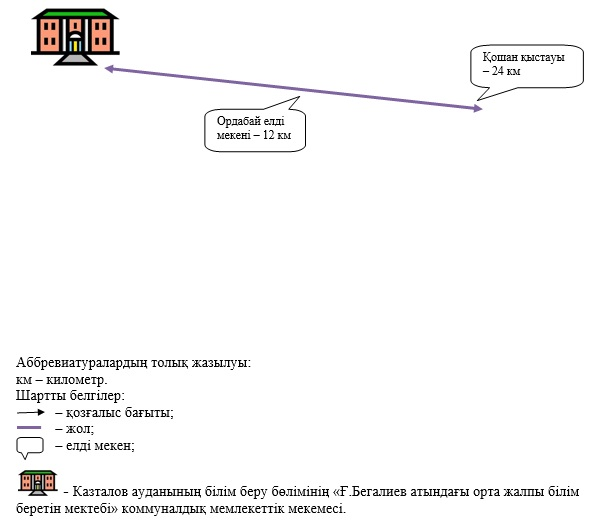 Қошан қыстауы
– 24 км
Ордабай елді
мекені – 12 км
Аббревиатуралардың толық жазылуы:
км – километр.
Шартты белгілер:
– қозғалыс бағыты;
– жол;
– елді мекен;
- Казталов ауданының білім беру бөлімінің «Ғ.Бегалиев атындағы орта жалпы білім
беретін мектебі» коммуналдық мемлекеттік мекемесі.